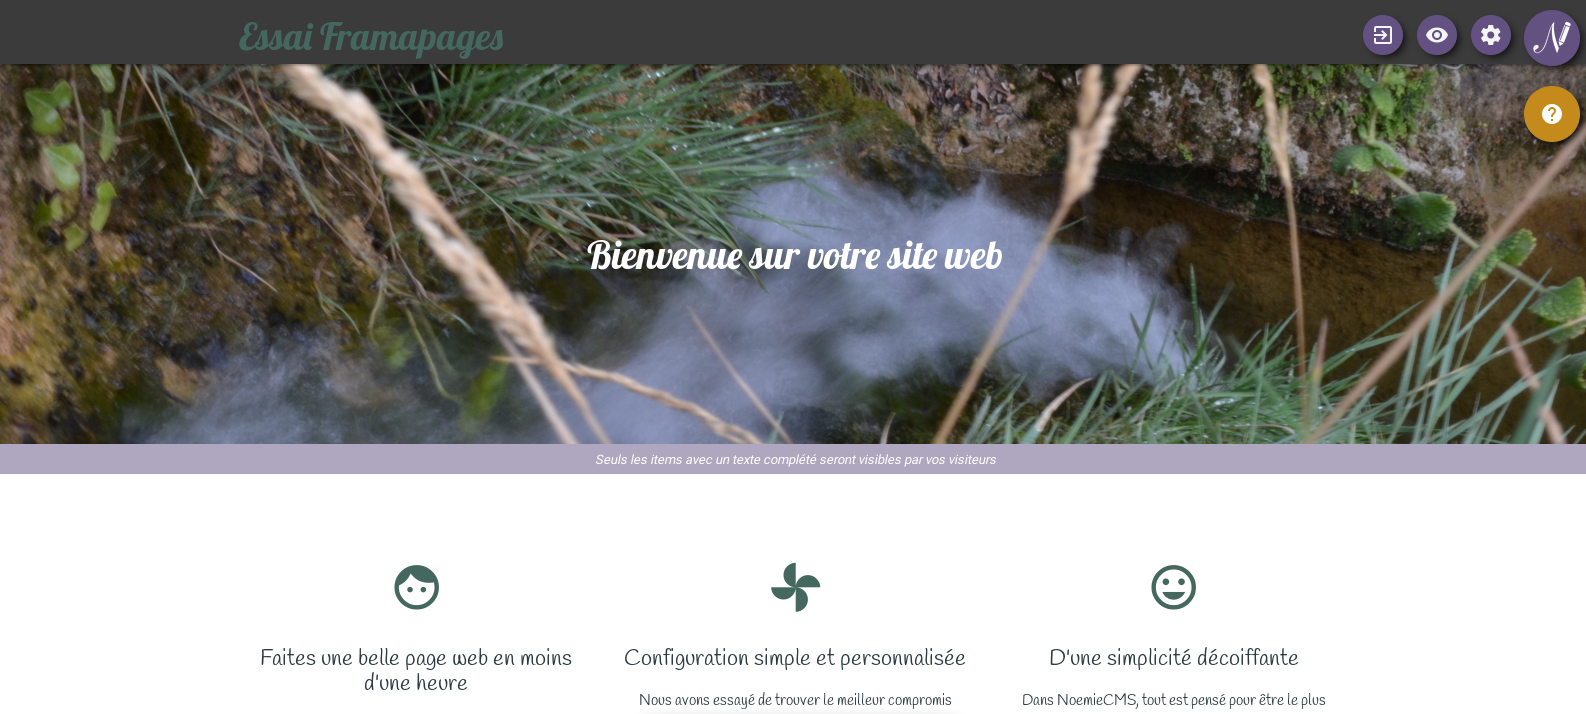 Essai Framapages
Bienvenue sur votre site web
Seuls les items avec un texte complété seront visibles par vos visiteurs
Faites une belle page web en moins
d'une heure
Configuration simple et personnalisée
Nous avons essayé de trouver le meilleur compromis
D'une simplicité décoiffante
Dans NoemieCMS, tout est pensé pour être le plus